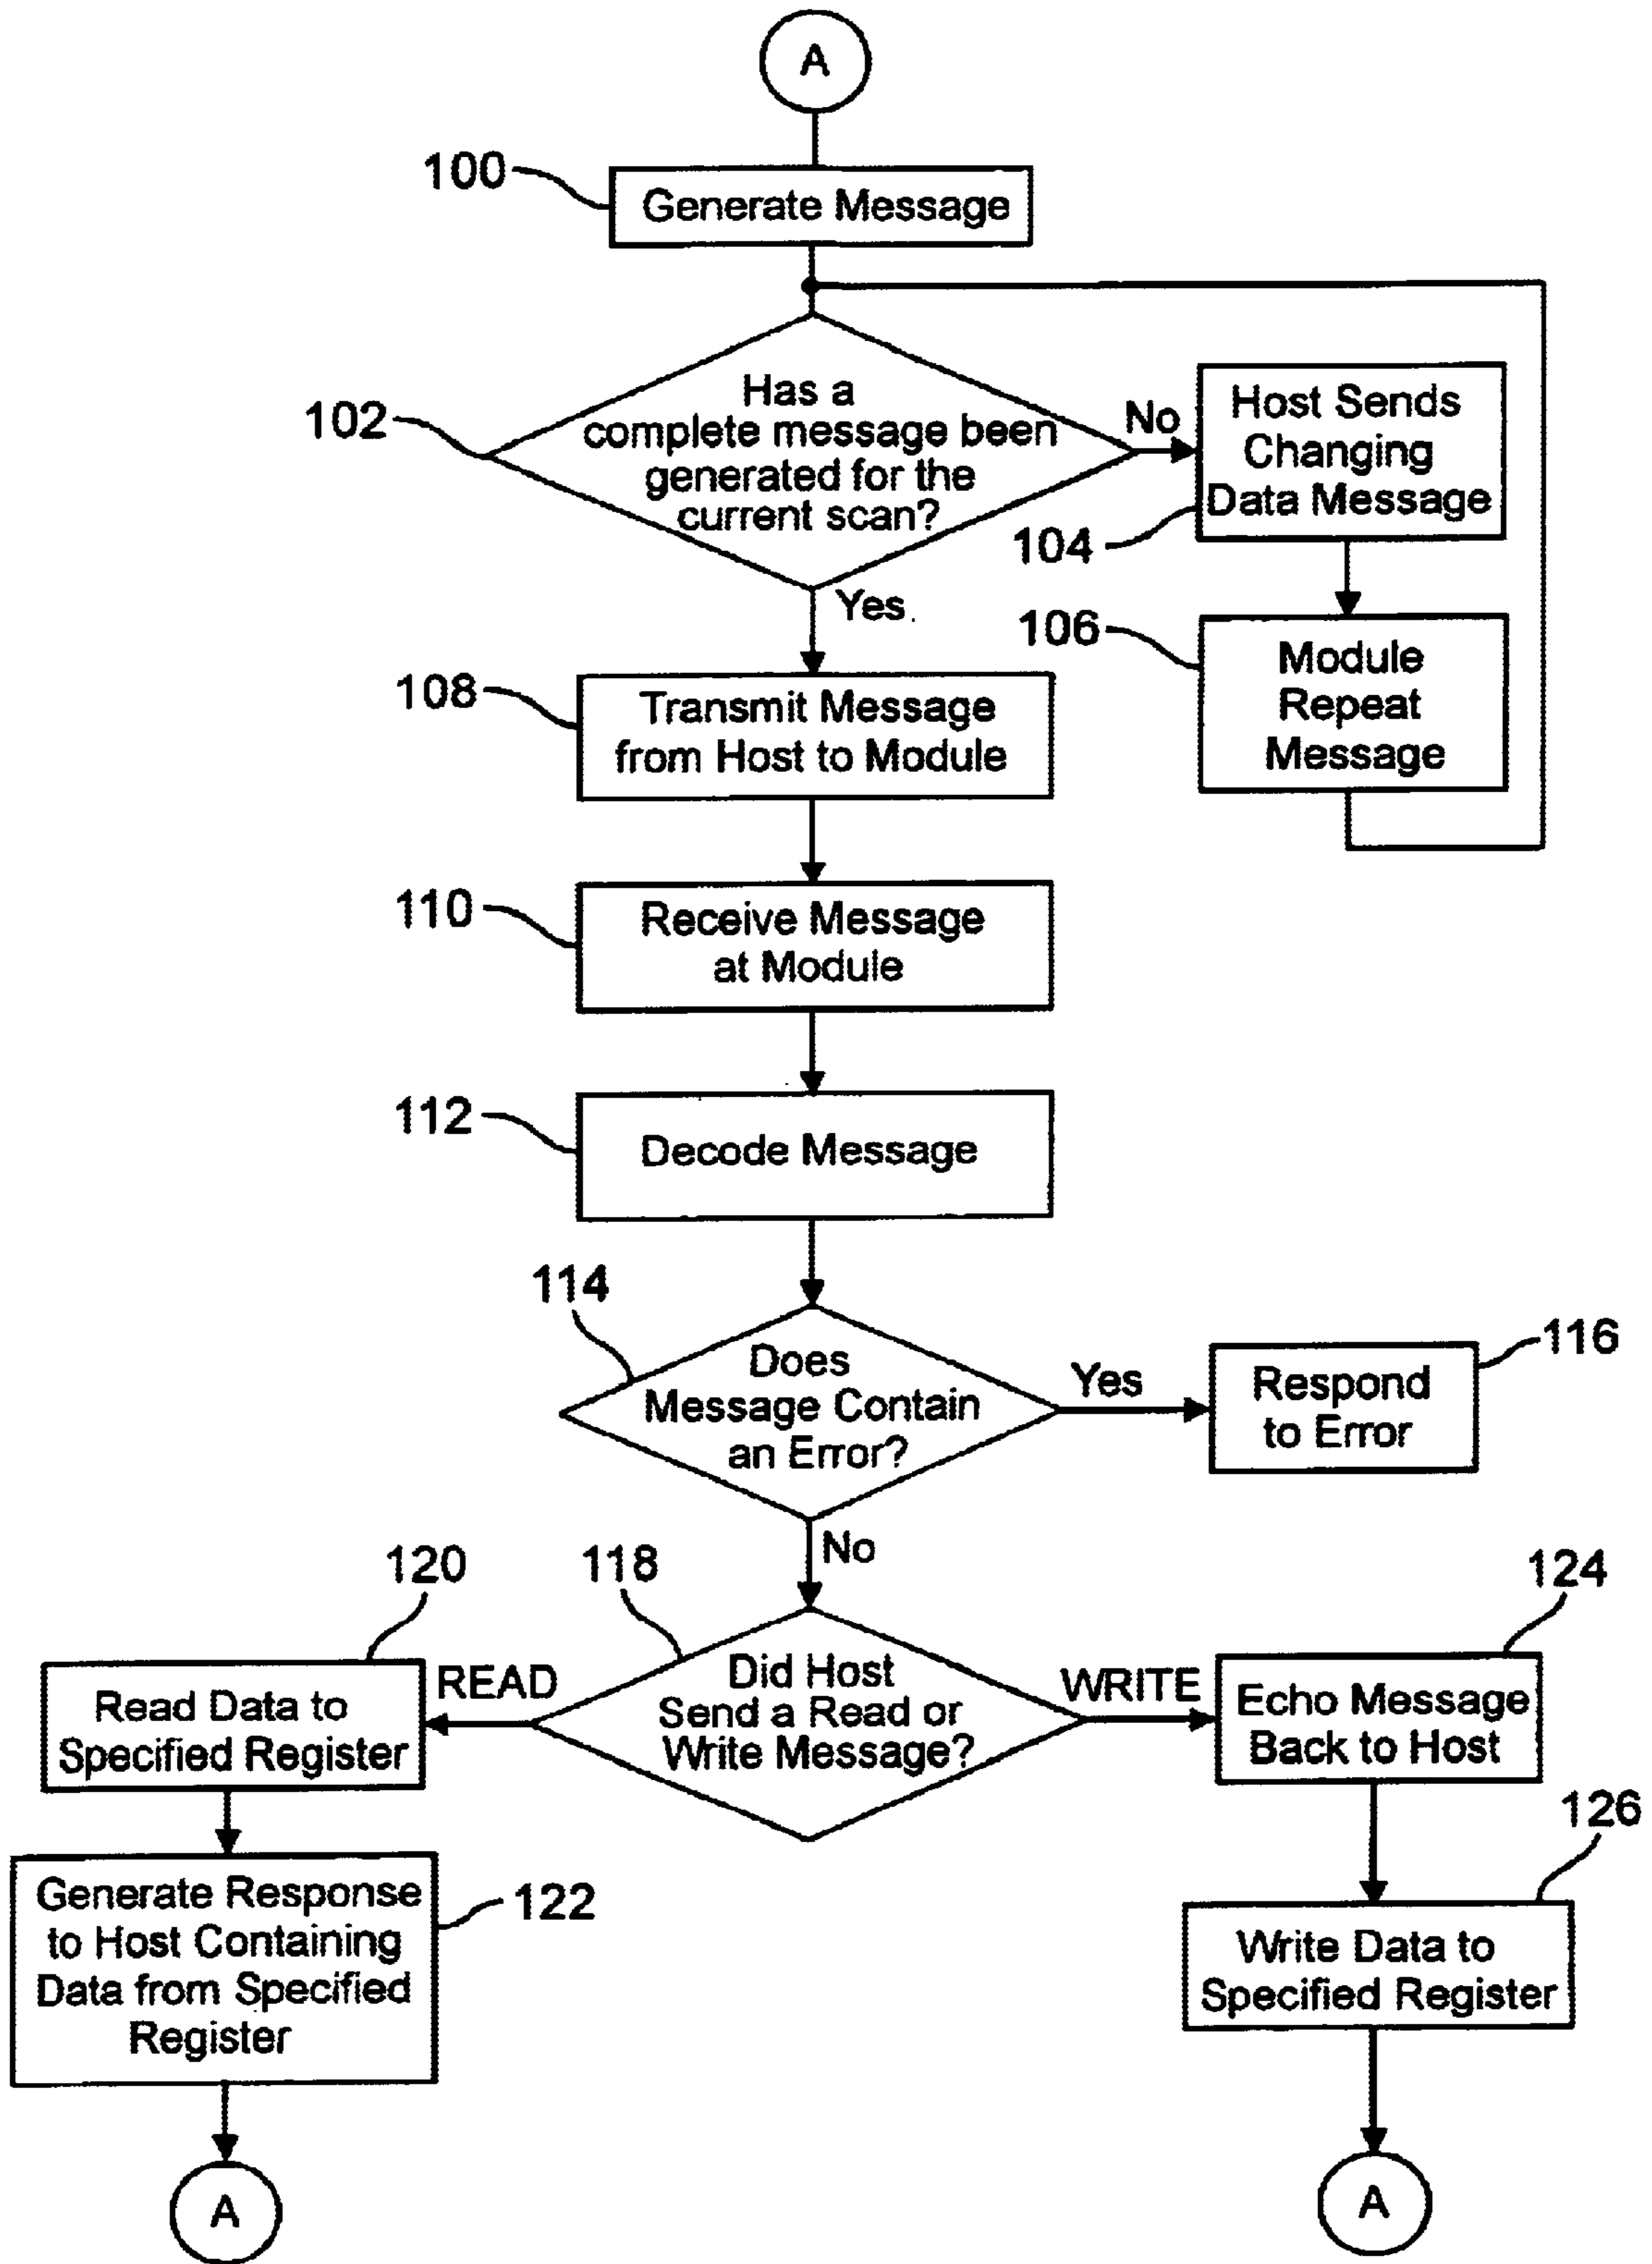 A
100
Generate Message
102
Has a
complete message been
generated for the
current scan?
No
Host Sends
Changing
Data Message
104
Yes
106
Module
Repeat
Message
108
Transmit Message
from Host to Module
110
Receive Message
at Module
112
Decode Message
114
Does
Message Contain
an Error?
Yes
116
Respond
to Error
No
120
118
124
READ
Read Data to
Specified Register
Did Host
Send a Read or
Write Message?
WRITE
Echo Message
Back to Host
126
Generate Response
to Host Containing
Data from Specified
Register
122
Write Data to
Specified Register
A
A